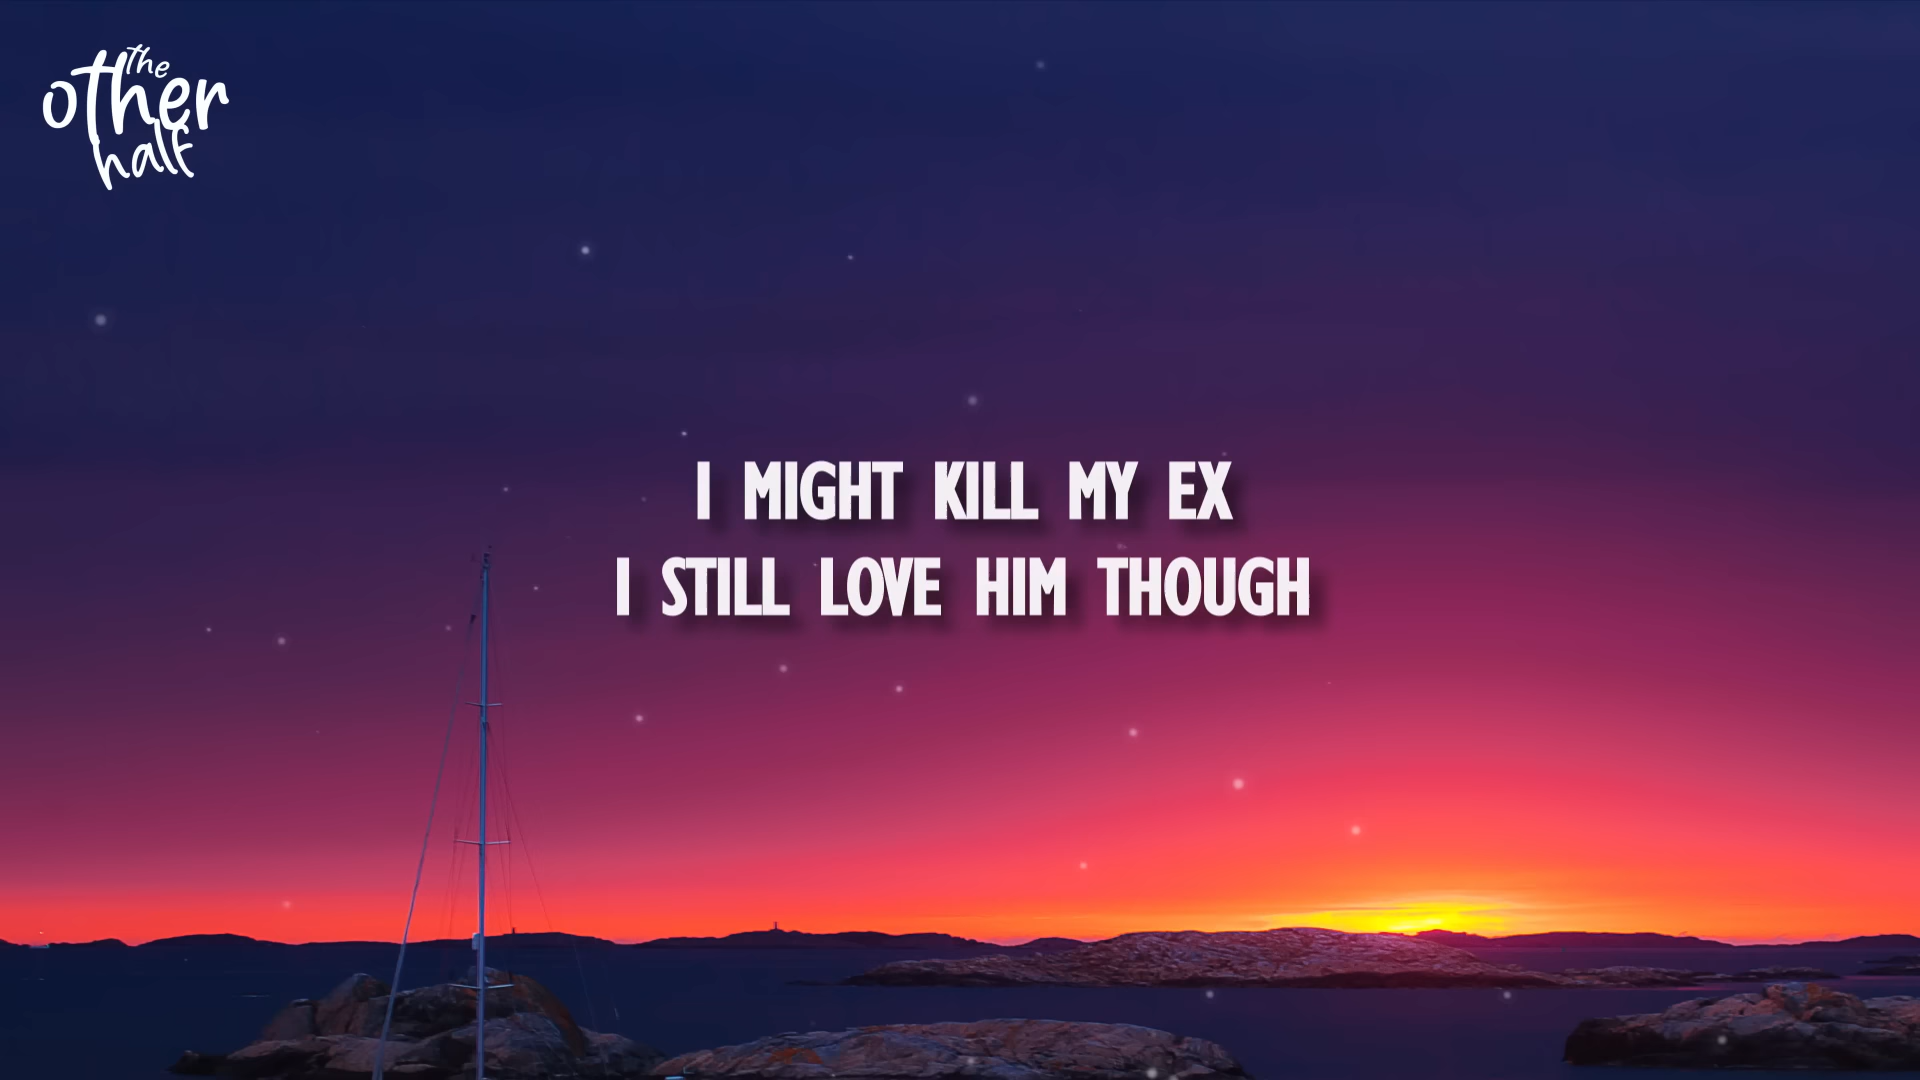 the
other
half
I MIGHT KILL MY EX
I STILL LOVE HIM THOUGH